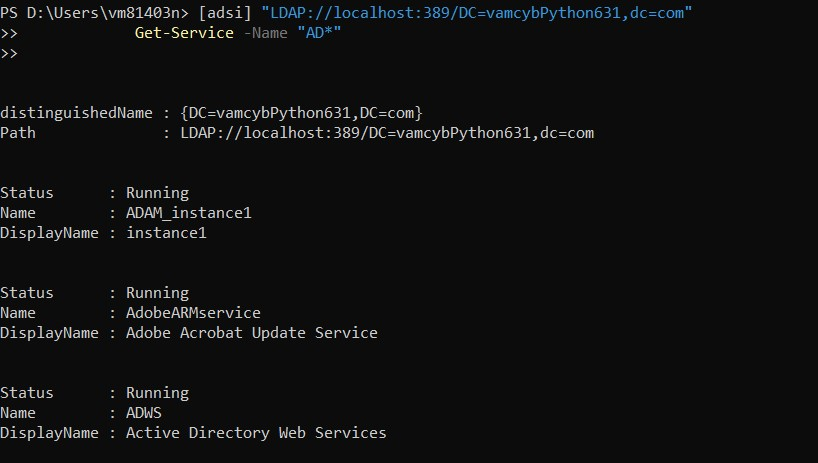 PS D:\Users\vm81403n> [adsi] "LDAP://localhost:389/DC=vamcybPython631,dc=com"
>> Get-Service -Name "AD*"
>>
distinguishedName : {DC=vamcybPython631,DC=com}
Path : LDAP://localhost:389/DC=vamcybPython631,dc=com
Status : Running
Name : ADAM_instance1
DisplayName : instance1
Status : Running
Name : AdobeARMservice
DisplayName : Adobe Acrobat Update Service
Status : Running
Name : ADWS
DisplayName : Active Directory Web Services